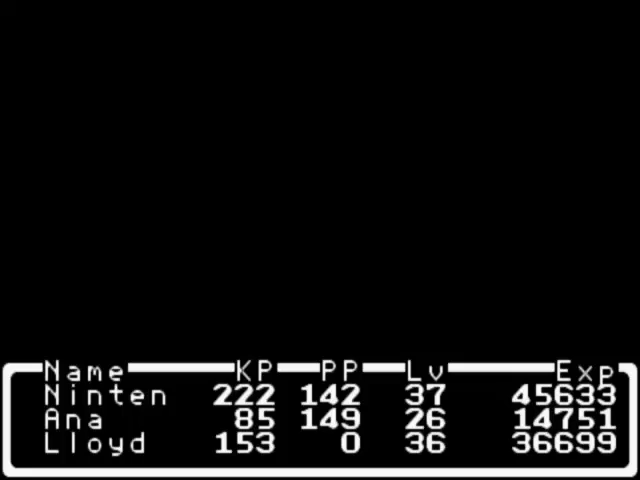 Name KP PP Lv Exp
Ninten 222 142 37 45633
Ana 85 149 26 14751
Lloyd 153 0 36 36699